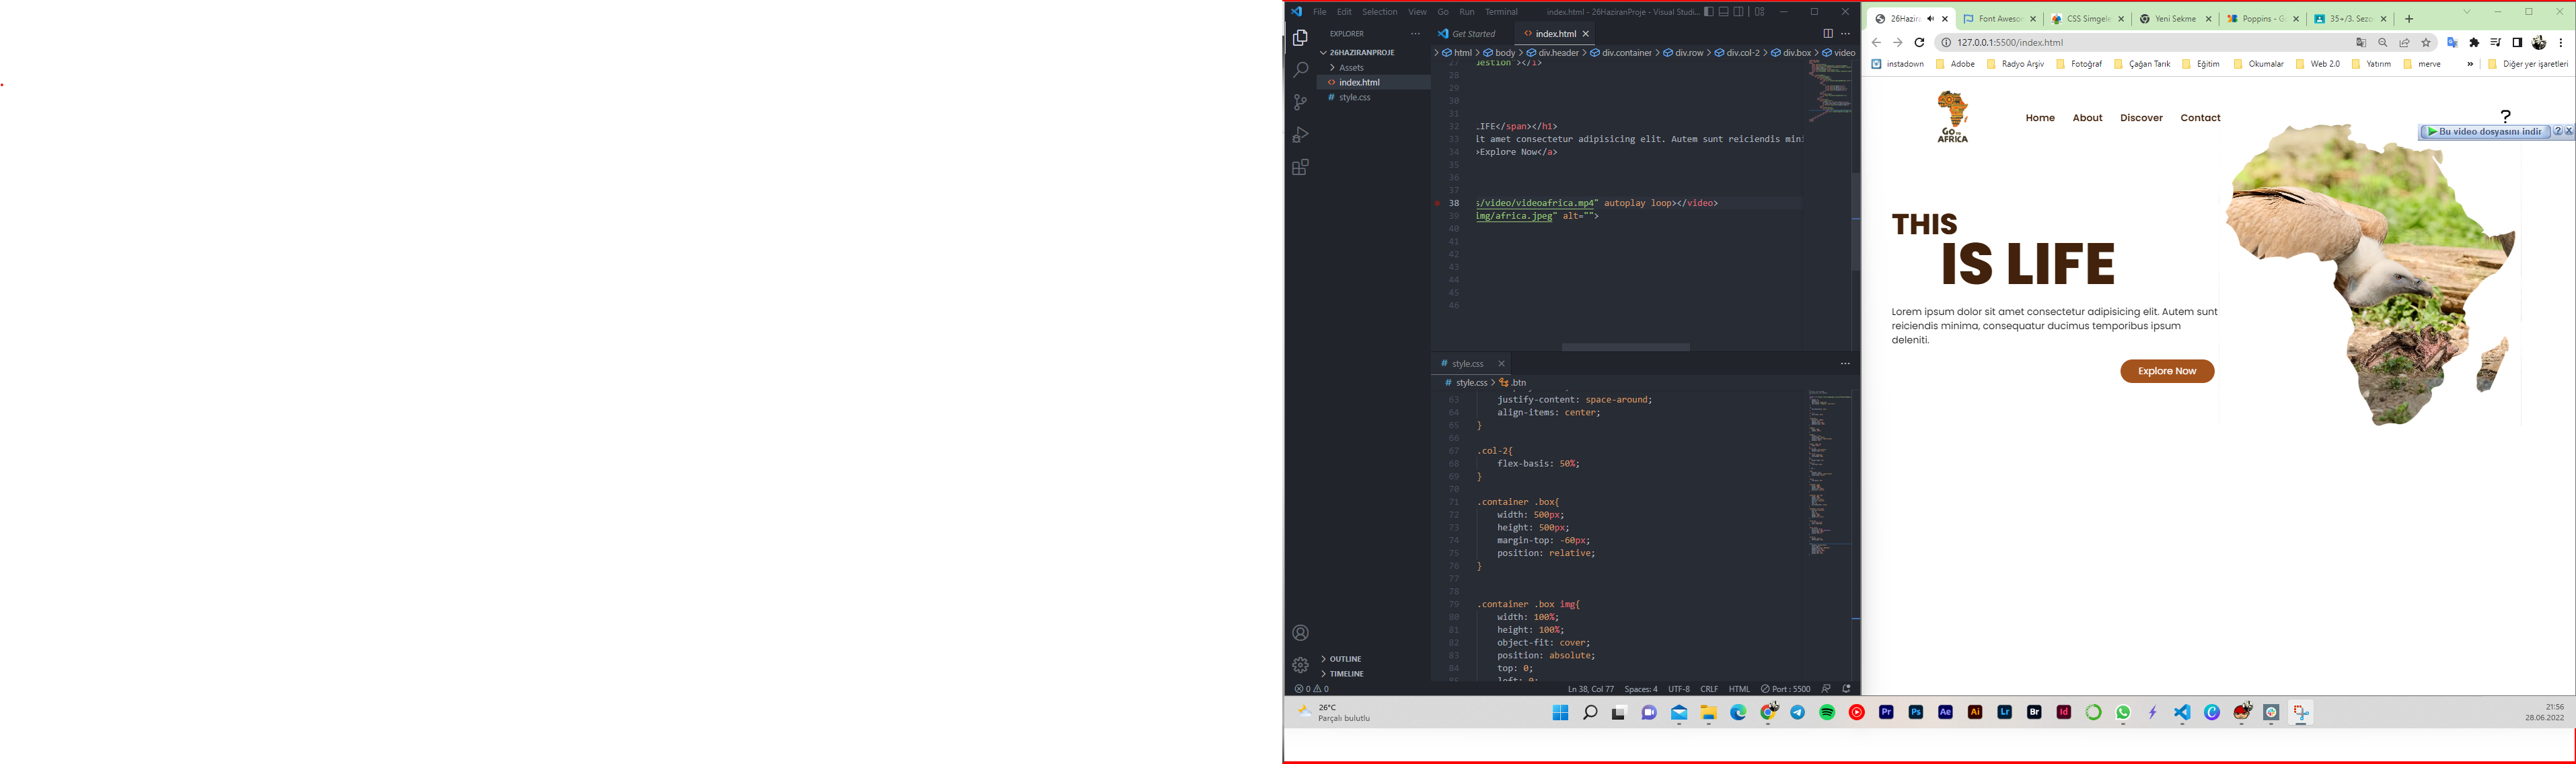 File Edit Selection View Go Run Terminal
index.html - 26HaziranProje - Visual Studi...
EXPLORER
26HAZIRANPROJE
Assets
index.html
style.css
OUTLINE
TIMELINE
Get Started
index.html
html > body > div.header > div.container > div.row > div.col-2 > div.box > video
27 uestion"></i>
28
29
30
31
32 LIFE</span></h1>
33 it amet consectetur adipisicing elit. Autem sunt reiciendis mini
34 >Explore Now</a>
35
36
37
38 s/video/videoafrica.mp4" autoplay loop></video>
39 img/africa.jpeg" alt="">
40
41
42
43
44
45
46
# style.css
# style.css > .btn
63 justify-content: space-around;
64 align-items: center;
65 }
66
67 .col-2{
68 flex-basis: 50%;
69 }
70
71 .container .box{
72 width: 500px;
73 height: 500px;
74 margin-top: -60px;
75 position: relative;
76 }
77
78
79 .container .box img{
80 width: 100%;
81 height: 100%;
82 object-fit: cover;
83 position: absolute;
84 top: 0;
85 left: 0;
0 0
Ln 38, Col 77 Spaces: 4 UTF-8 CRLF HTML Port : 5500
26Hazira
Font Aweso
CSS Simgele
Yeni Sekme
Poppins - G
35+/3. Sezo
127.0.0.1:5500/index.html
instadown Adobe Radyo Arşiv Fotoğraf Çağan Tarık Eğitim Okumalar Web 2.0 Yatırım merve » Diğer yer işaretleri
Go
AFRICA
Home About Discover Contact
?
Bu video dosyasını indir ? X
THIS
IS LIFE
Lorem ipsum dolor sit amet consectetur adipisicing elit. Autem sunt
reiciendis minima, consequatur ducimus temporibus ipsum
deleniti.
Explore Now
26°C
Parçalı bulutlu
Pr Ps Ae Ai Lr Br Id
21:56
28.06.2022